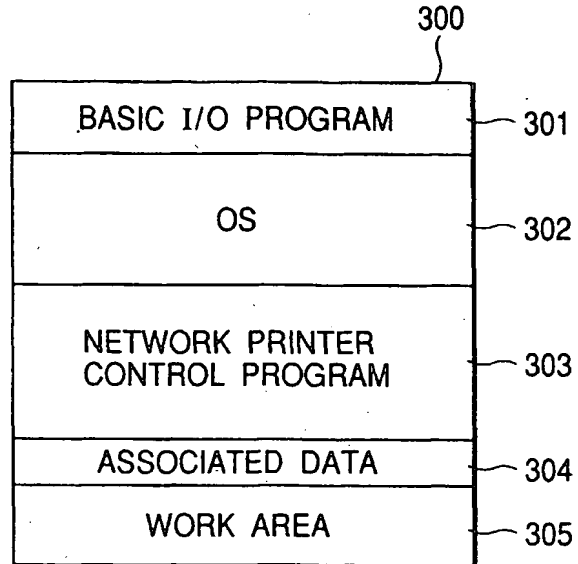 300
BASIC I/O PROGRAM
301
OS
302
NETWORK PRINTER
CONTROL PROGRAM
303
ASSOCIATED DATA
304
WORK AREA
305